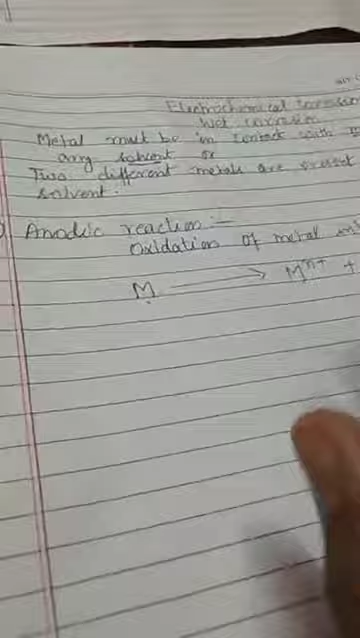 Electrochemical corrosion
Wet corrosion
Metal must be in contact with
any solvent or
Two different metals are
solvent.
Anodic reaction :-
Oxidation of metal
M ⟶ Mn+ +